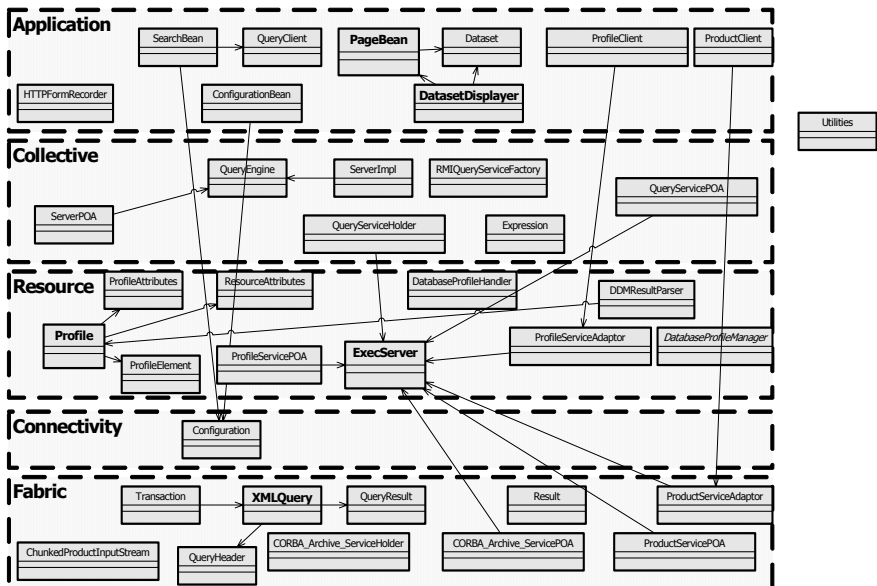 Application
SearchBean
QueryClient
PageBean
Dataset
ProfileClient
ProductClient
HTTPFormRecorder
ConfigurationBean
DatasetDisplayer
Utilities
Collective
QueryEngine
ServerImpl
RMIQueryServiceFactory
QueryServicePOA
ServerPOA
QueryServiceHolder
Expression
Resource
ProfileAttributes
ResourceAttributes
DatabaseProfileHandler
DDMResultParser
Profile
ProfileServiceAdaptor
DatabaseProfileManager
ProfileElement
ProfileServicePOA
ExecServer
Connectivity
Configuration
Fabric
Transaction
XMLQuery
QueryResult
Result
ProductServiceAdaptor
ChunkedProductInputStream
QueryHeader
CORBA_Archive_ServiceHolder
CORBA_Archive_ServicePOA
ProductServicePOA